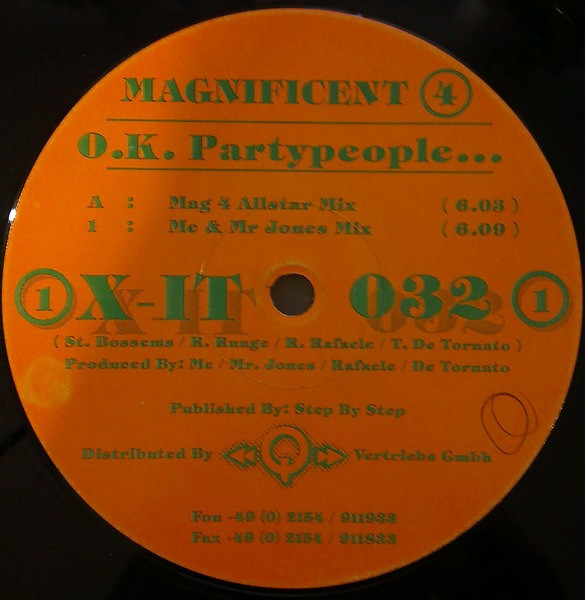 MAGNIFICENT 4
O.K. Partypeople...
A : Mag 4 Allstar Mix ( 6.03 )
1 : Me & Mr Jones Mix ( 6.09 )
1 X-IT 032 1
( St. Bossems / R. Runge / R. Rafaele / T. De Tornato )
Produced By: Me / Mr. Jones / Rafaele / De Tornato
Published By: Step By Step
Distributed By Q Vertriebs Gmbh
Fon +49 (0) 2154 / 911933
Fax +49 (0) 2154 / 911833